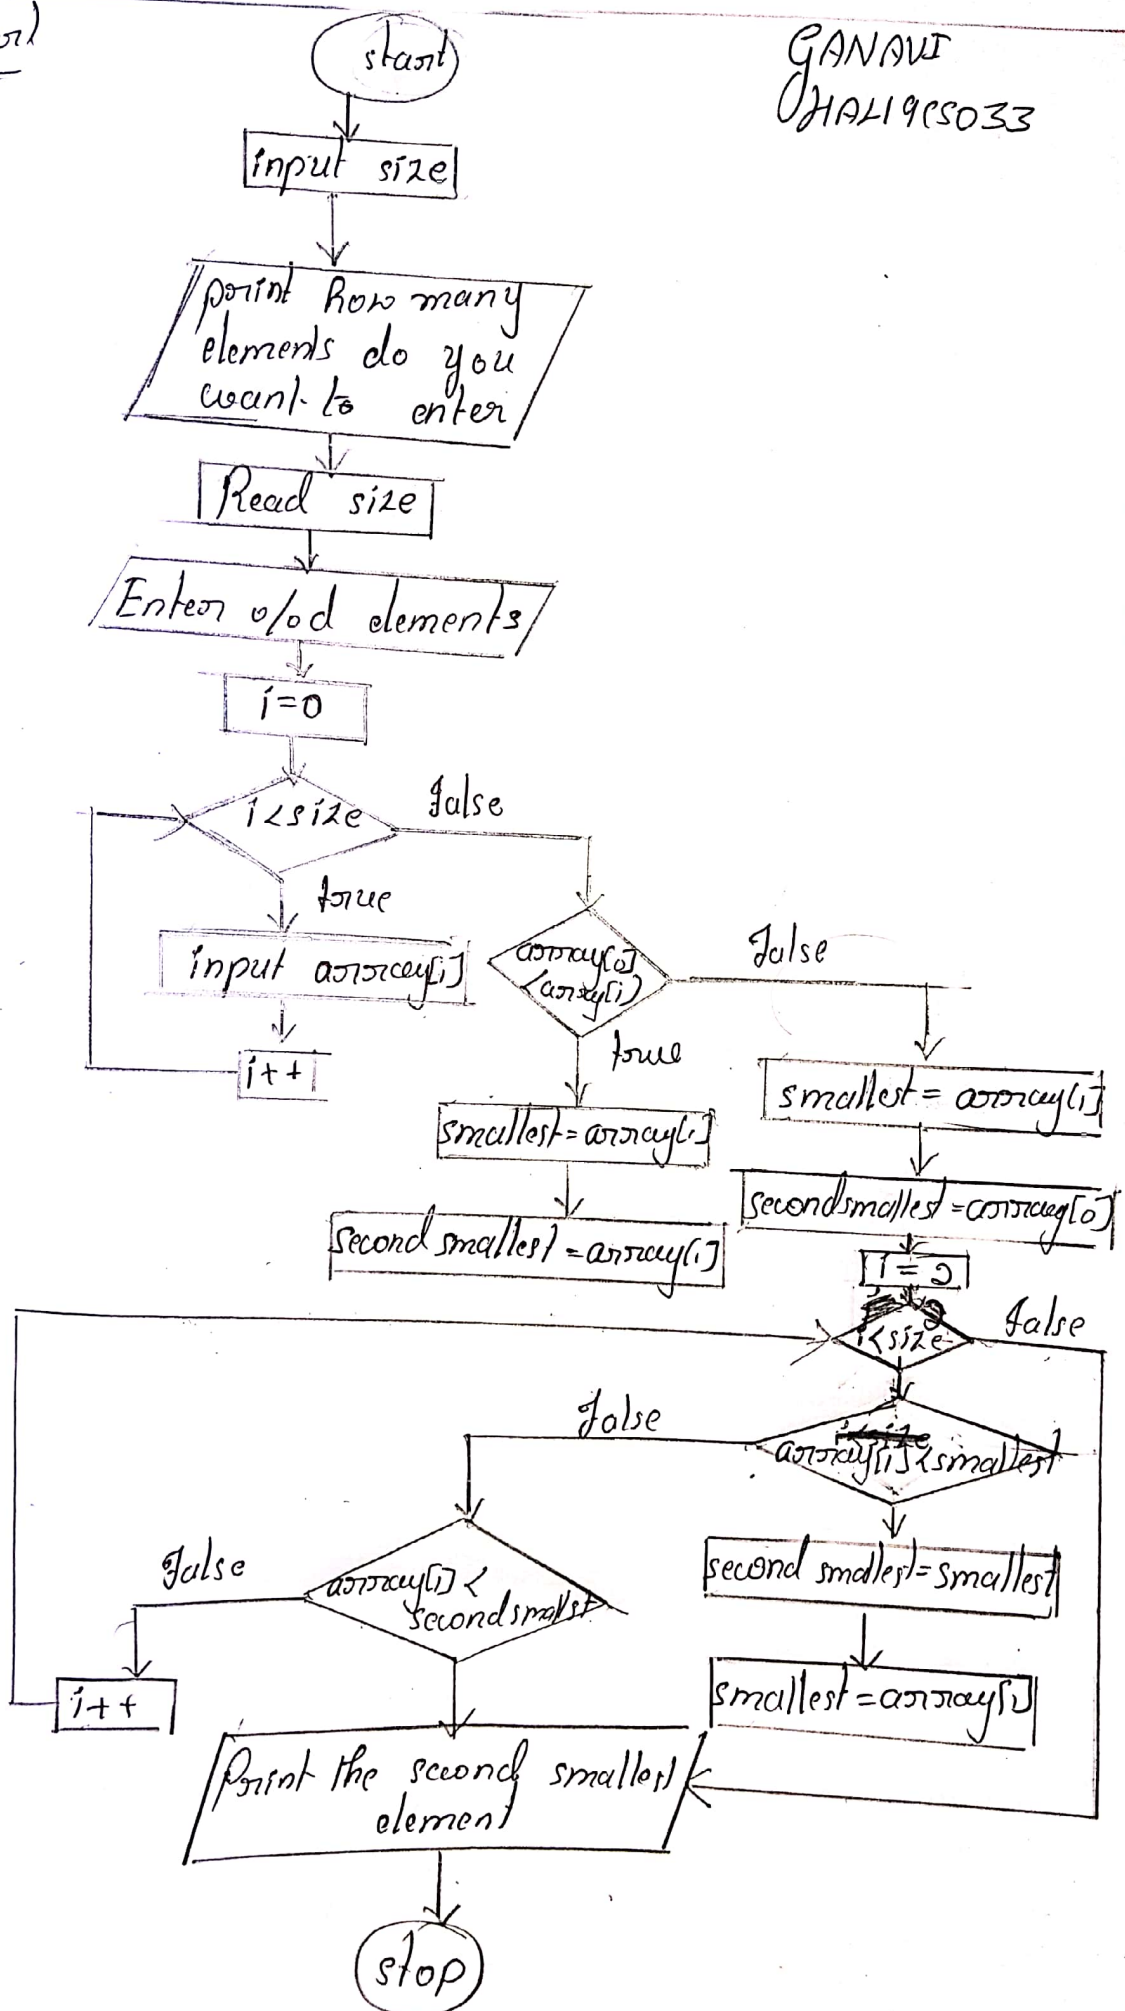 GANAVI
start
input size
print how many
elements do you
want to enter
Read size
Enter %d elements
i=0
i<size
false
true
input array[i]
i++
array[0]
<array[i]
false
true
smallest=array[i]
second smallest=array[i]
smallest = array[i]
secondsmallest=array[0]
i=2
i<size
false
array[i]<smallest
false
second smallest=smallest
smallest=array[i]
array[i]<
secondsmallst
false
i++
Print the second smallest
element
stop